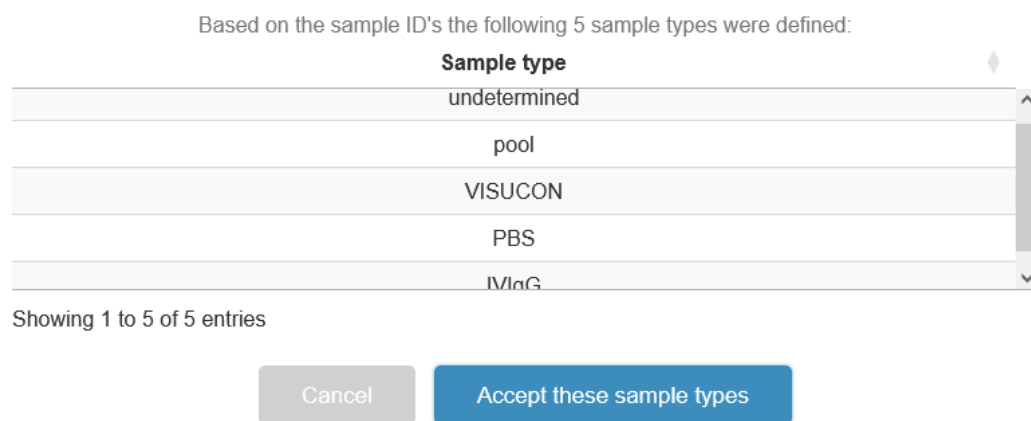 Based on the sample ID's the following 5 sample types were defined:
Sample type
undetermined
pool
VISUCON
PBS
IVIgG
Showing 1 to 5 of 5 entries
Cancel
Accept these sample types